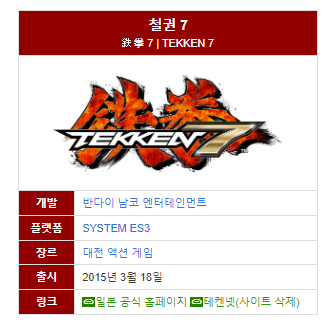 철권 7
鉄拳 7 | TEKKEN 7
鉄拳
TEKKEN 7
TM
개발 반다이 남코 엔터테인먼트
플랫폼 SYSTEM ES3
장르 대전 액션 게임
출시 2015년 3월 18일
링크 일본 공식 홈페이지 테켄넷(사이트 삭제)